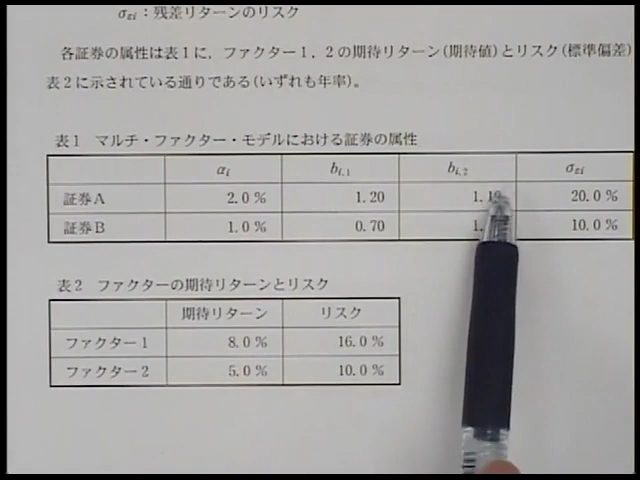 σεi：残差リターンのリスク
各証券の属性は表1に，ファクター1，2の期待リターン(期待値)とリスク(標準偏差)
表2に示されている通りである(いずれも年率)。
表1 マルチ・ファクター・モデルにおける証券の属性
αi bi,1 bi,2 σεi
証券A 2.0% 1.20 20.0%
証券B 1.0% 0.70 10.0%
表2 ファクターの期待リターンとリスク
期待リターン リスク
ファクター1 8.0% 16.0%
ファクター2 5.0% 10.0%